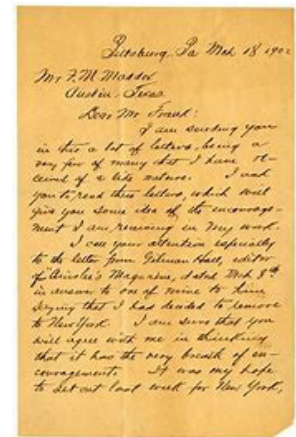 Pittsburg, Pa Mch 18 1902
Mr F. M. Maddox
Austin, Texas
Dear Mr Frank:
I am sending you
in this a lot of letters, being a
very few of many that I have re-
ceived of a like nature. I ask
you to read these letters, which will
give you some idea of the encourage-
ment I am receiving in my work.
I call your attention especially
to the letter from Gilman Hall, editor
of Ainslee's Magazine, dated Mch 8th
in answer to one of mine to him
saying that I had decided to remove
to New York. I am sure that you
will agree with me in thinking
that it has the very breath of en-
couragement. It was my hope
to set out last week for New York,